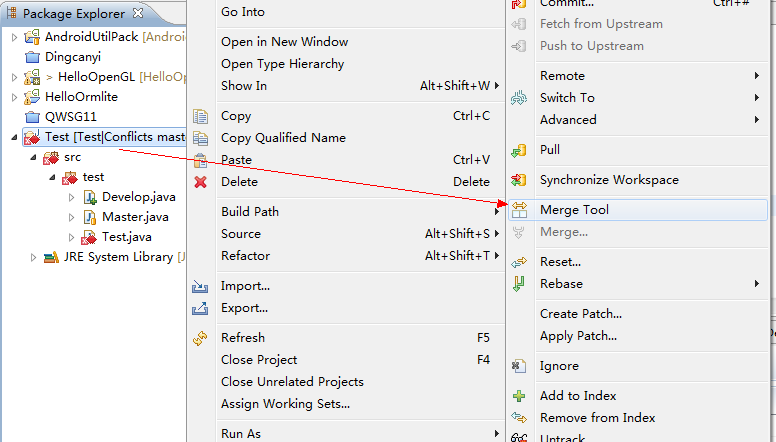 Package Explorer
AndroidUtilPack [Android
Dingcanyi
> HelloOpenGL [HelloOp
HelloOrmlite
QWSG11
Test [Test|Conflicts mast
src
test
Develop.java
Master.java
Test.java
JRE System Library [J
Go Into
Open in New Window
Open Type Hierarchy
Show In Alt+Shift+W
Copy Ctrl+C
Copy Qualified Name
Paste Ctrl+V
Delete Delete
Build Path
Source Alt+Shift+S
Refactor Alt+Shift+T
Import...
Export...
Refresh F5
Close Project F4
Close Unrelated Projects
Assign Working Sets...
Run As
Commit... Ctrl+#
Fetch from Upstream
Push to Upstream
Remote
Switch To
Advanced
Pull
Synchronize Workspace
Merge Tool
Merge...
Reset...
Rebase
Create Patch...
Apply Patch...
Ignore
Add to Index
Remove from Index
Untrack